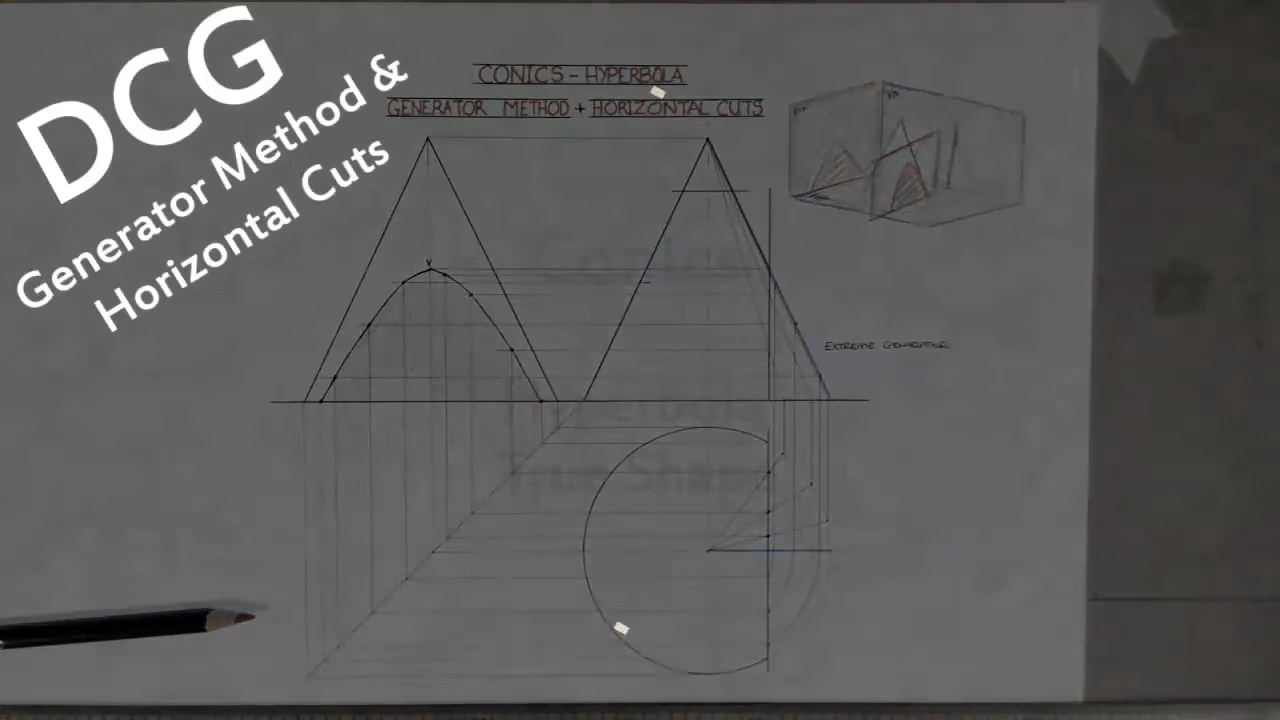 DCG
Generator Method &
Horizontal Cuts
CONICS - HYPERBOLA
GENERATOR METHOD + HORIZONTAL CUTS
VP
V
EXTREME GENERATOR